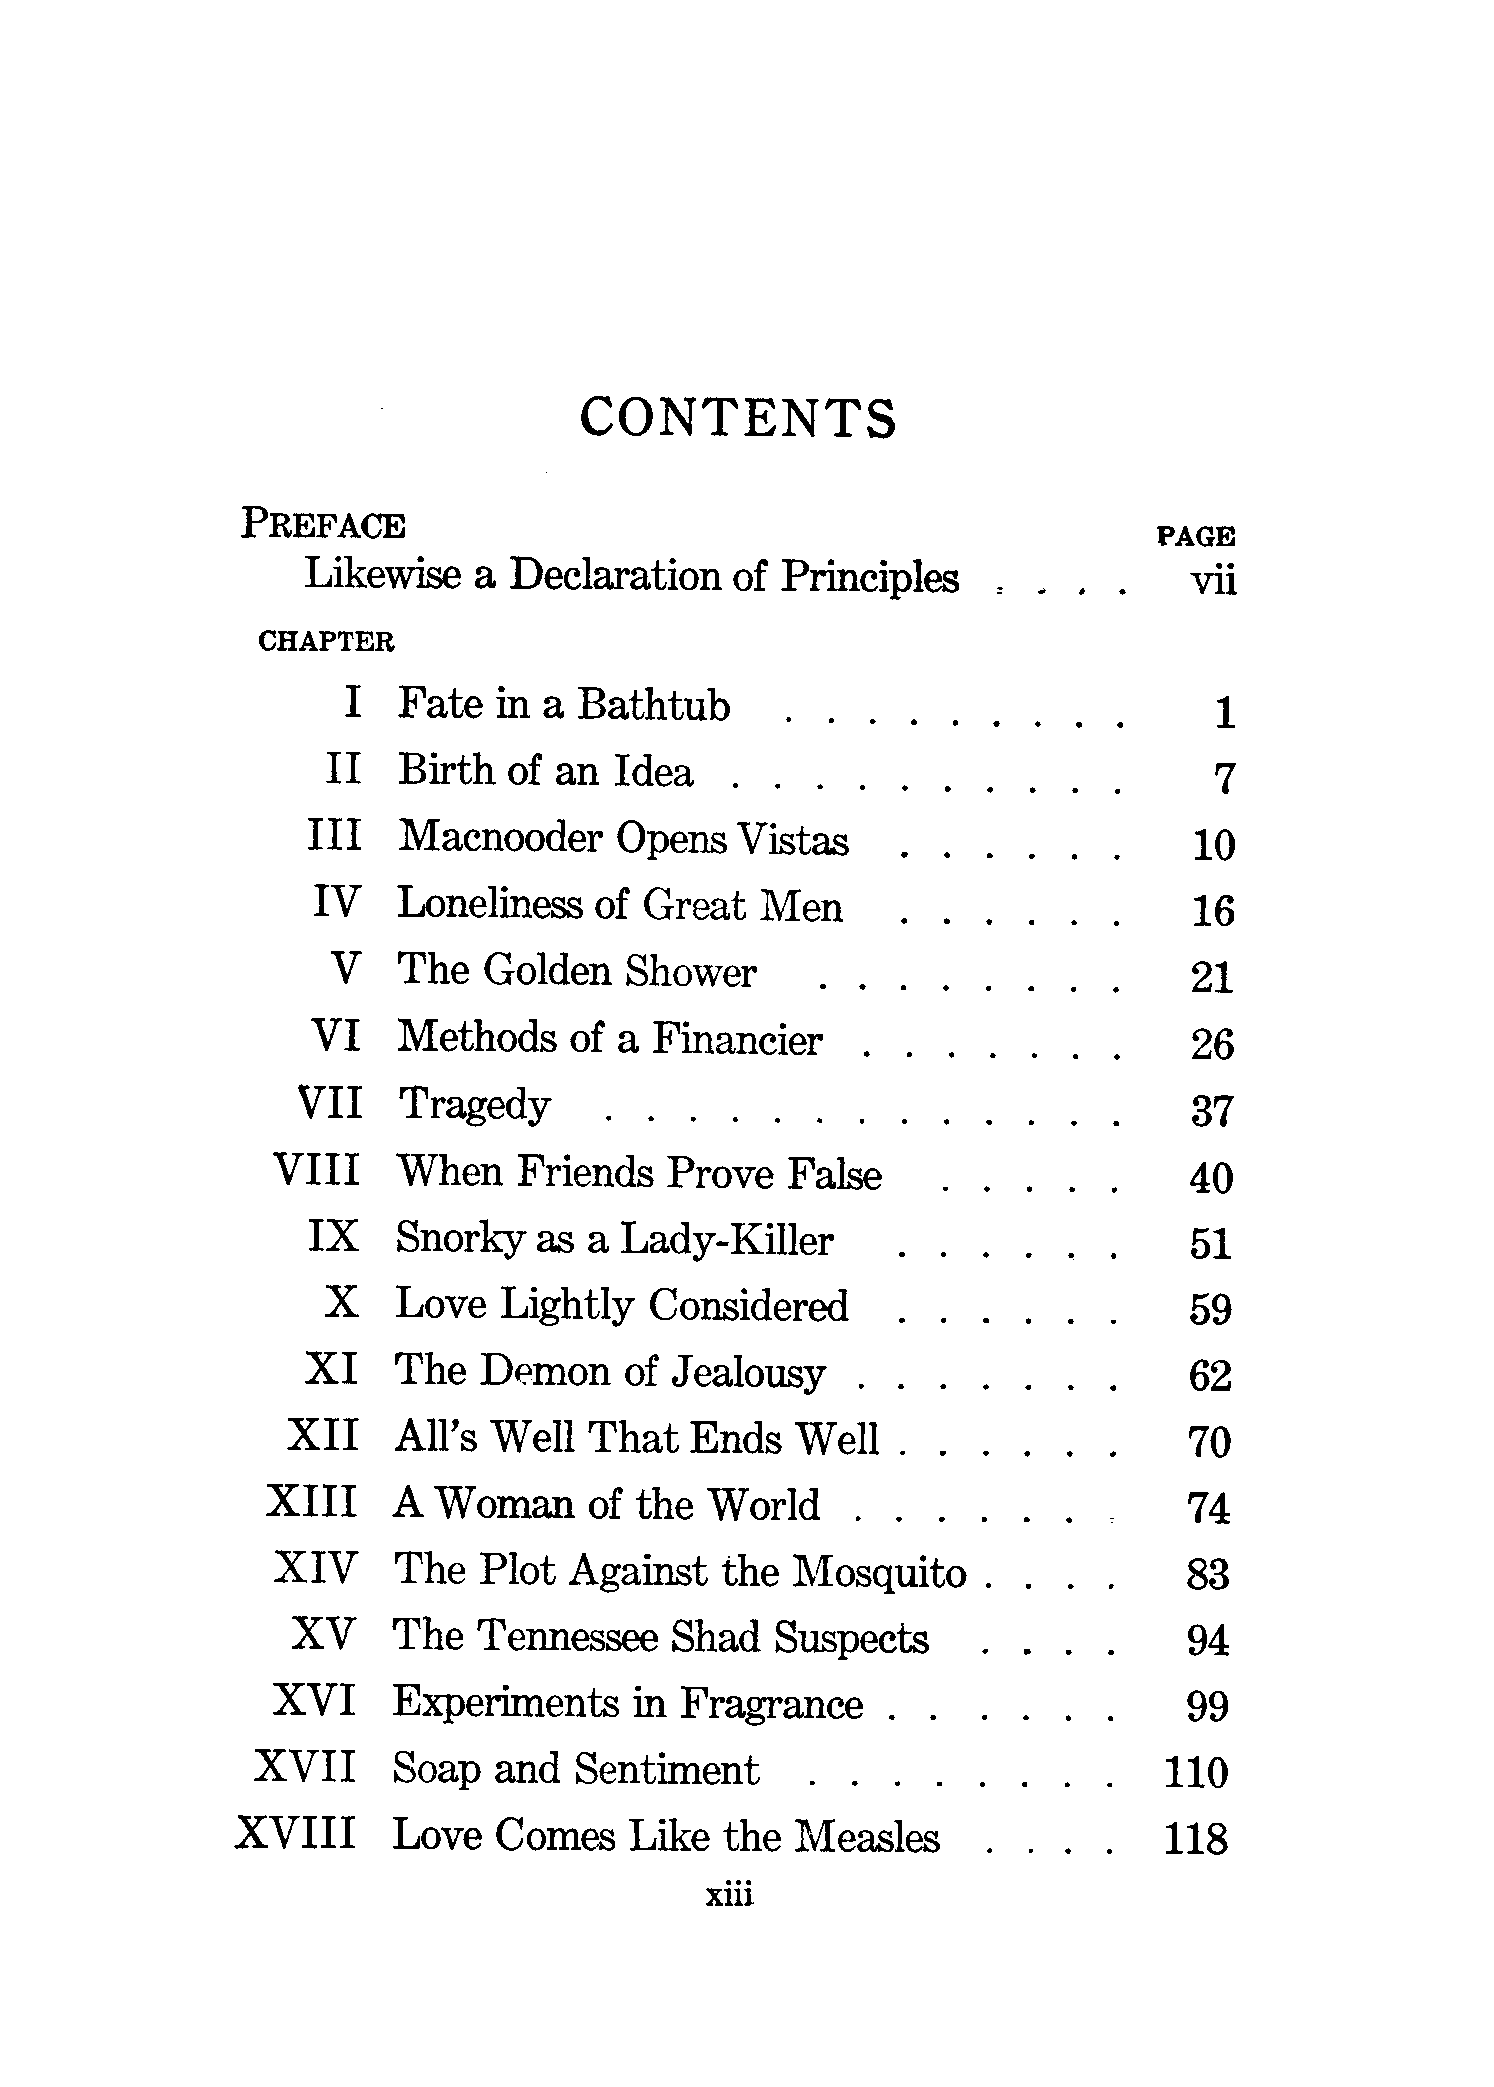 CONTENTS
PREFACE PAGE
Likewise a Declaration of Principles . . . . vii
CHAPTER
I Fate in a Bathtub . . . . . . . . . 1
II Birth of an Idea . . . . . . . . . . 7
III Macnooder Opens Vistas . . . . . . 10
IV Loneliness of Great Men . . . . . . 16
V The Golden Shower . . . . . . . . 21
VI Methods of a Financier . . . . . . . 26
VII Tragedy . . . . . . . . . . . . . 37
VIII When Friends Prove False . . . . . 40
IX Snorky as a Lady-Killer . . . . . . 51
X Love Lightly Considered . . . . . . 59
XI The Demon of Jealousy . . . . . . . 62
XII All's Well That Ends Well . . . . . . 70
XIII A Woman of the World . . . . . . . 74
XIV The Plot Against the Mosquito . . . . 83
XV The Tennessee Shad Suspects . . . . 94
XVI Experiments in Fragrance . . . . . . 99
XVII Soap and Sentiment . . . . . . . . 110
XVIII Love Comes Like the Measles . . . . 118
xiii